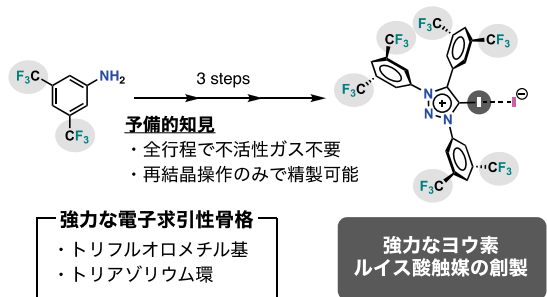 F₃C
NH₂
CF₃
3 steps
予備的知見
・全行程で不活性ガス不要
・再結晶操作のみで精製可能
CF₃
F₃C
F₃C
CF₃
N
N
N
+
I
I
⊖
F₃C
CF₃
強力な電子求引性骨格
・トリフルオロメチル基
・トリアゾリウム環
強力なヨウ素
ルイス酸触媒の創製